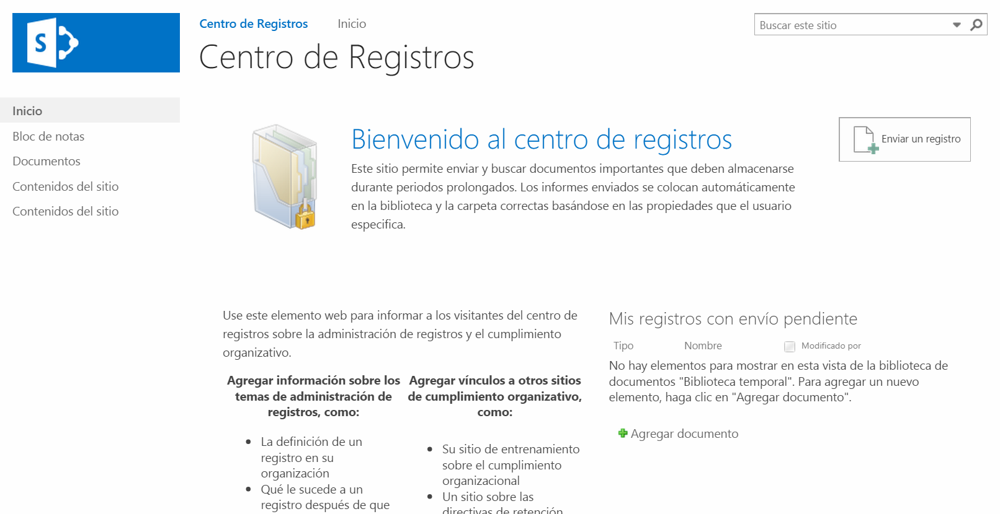 Centro de Registros Inicio
Buscar este sitio
Centro de Registros
Inicio
Bloc de notas
Documentos
Contenidos del sitio
Contenidos del sitio
Bienvenido al centro de registros
Este sitio permite enviar y buscar documentos importantes que deben almacenarse
durante periodos prolongados. Los informes enviados se colocan automáticamente
en la biblioteca y la carpeta correctas basándose en las propiedades que el usuario
especifica.
Enviar un registro
Use este elemento web para informar a los visitantes del centro de
registros sobre la administración de registros y el cumplimiento
organizativo.
Agregar información sobre los
temas de administración de
registros, como:
La definición de un
registro en su
organización
Qué le sucede a un
registro después de que
Agregar vínculos a otros sitios
de cumplimiento organizativo,
como:
Su sitio de entrenamiento
sobre el cumplimiento
organizacional
Un sitio sobre las
directivas de retención
Mis registros con envío pendiente
Tipo Nombre Modificado por
No hay elementos para mostrar en esta vista de la biblioteca de
documentos "Biblioteca temporal". Para agregar un nuevo
elemento, haga clic en "Agregar documento".
Agregar documento